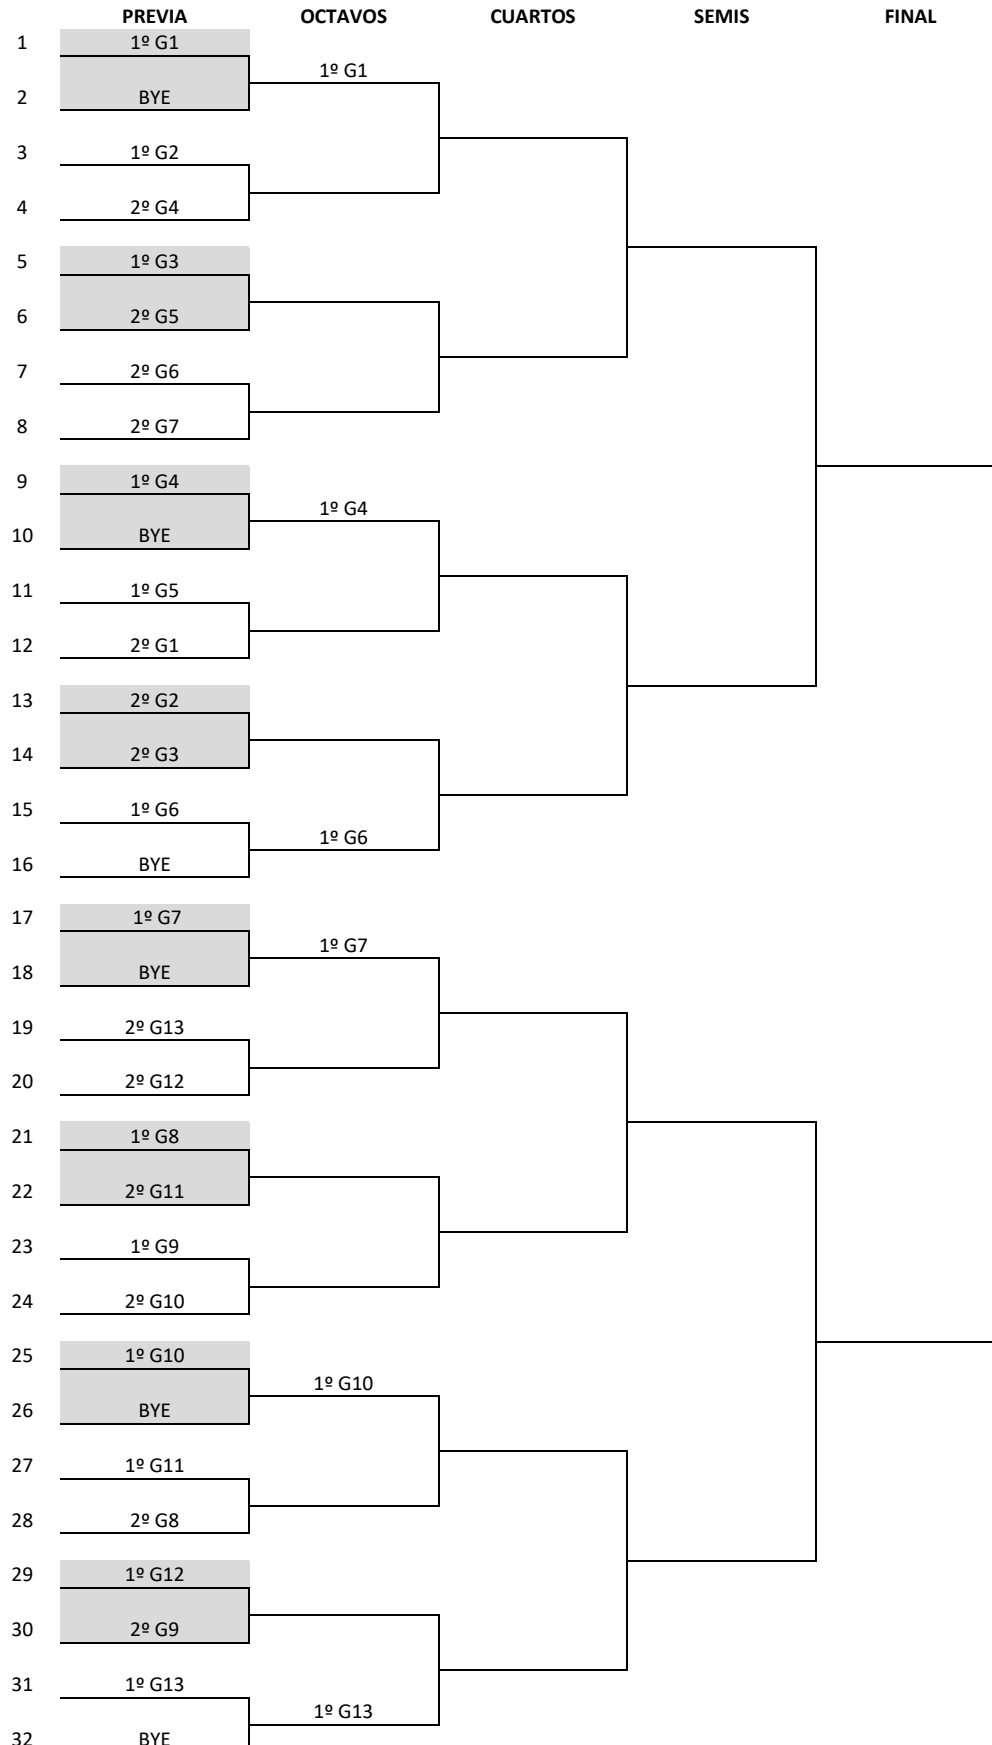 PREVIA OCTAVOS CUARTOS SEMIS FINAL
1 1º G1
1º G1
2 BYE
3 1º G2
4 2º G4
5 1º G3
6 2º G5
7 2º G6
8 2º G7
9 1º G4
1º G4
10 BYE
11 1º G5
12 2º G1
13 2º G2
14 2º G3
15 1º G6
1º G6
16 BYE
17 1º G7
1º G7
18 BYE
19 2º G13
20 2º G12
21 1º G8
22 2º G11
23 1º G9
24 2º G10
25 1º G10
1º G10
26 BYE
27 1º G11
28 2º G8
29 1º G12
30 2º G9
31 1º G13
1º G13
32 BYE